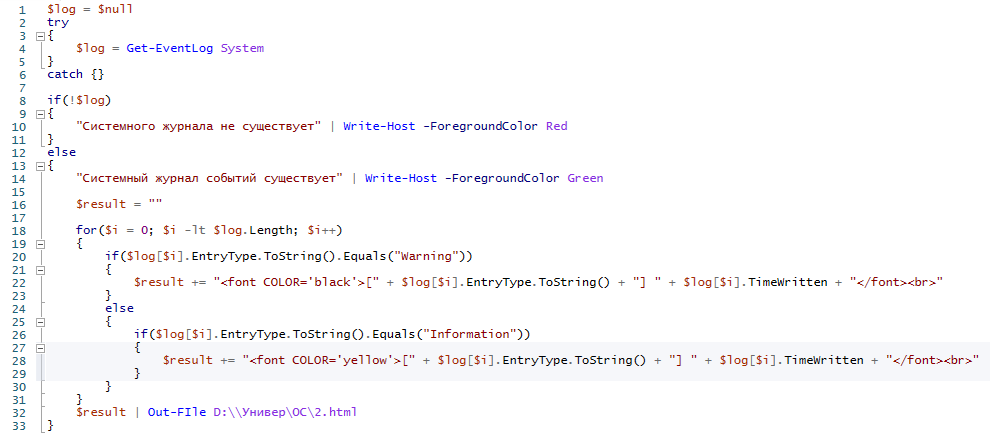 1 $log = $null
2 try
3 {
4 $log = Get-EventLog System
5 }
6 catch {}
7
8 if(!$log)
9 {
10 "Системного журнала не существует" | Write-Host -ForegroundColor Red
11 }
12 else
13 {
14 "Системный журнал событий существует" | Write-Host -ForegroundColor Green
15
16 $result = ""
17
18 for($i = 0; $i -lt $log.Length; $i++)
19 {
20 if($log[$i].EntryType.ToString().Equals("Warning"))
21 {
22 $result += "<font COLOR='black'>[" + $log[$i].EntryType.ToString() + "] " + $log[$i].TimeWritten + "</font><br>"
23 }
24 else
25 {
26 if($log[$i].EntryType.ToString().Equals("Information"))
27 {
28 $result += "<font COLOR='yellow'>[" + $log[$i].EntryType.ToString() + "] " + $log[$i].TimeWritten + "</font><br>"
29 }
30 }
31 }
32 $result | Out-FIle D:\\Универ\ОС\2.html
33 }